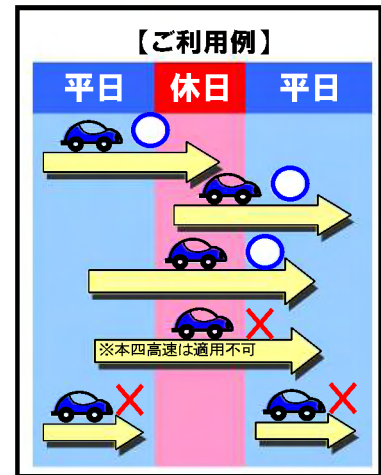 【ご利用例】
平日 休日 平日
※本四高速は適用不可